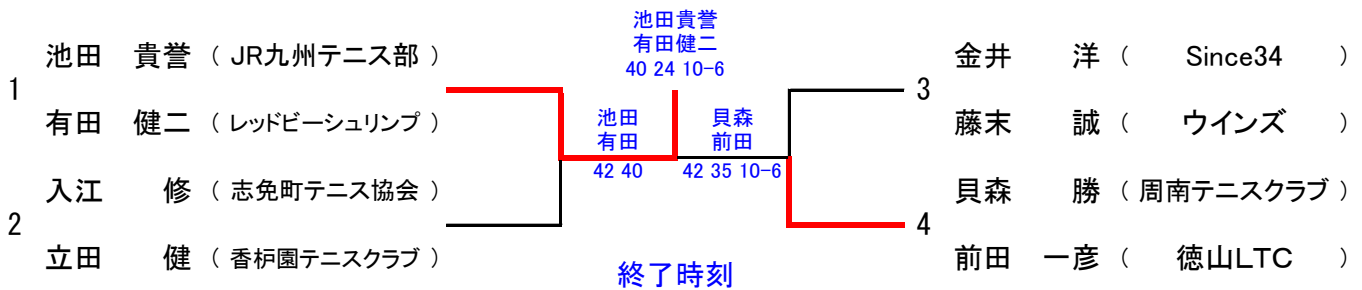 池田貴誉
有田健二
40 24 10-6
1
池田 貴誉 ( JR九州テニス部 )
有田 健二 ( レッドビーシュリンプ )
2
入江 修 ( 志免町テニス協会 )
立田 健 ( 香枦園テニスクラブ )
池田
有田
42 40
貝森
前田
42 35 10-6
3
金井 洋 ( Since34 )
藤末 誠 ( ウインズ )
4
貝森 勝 ( 周南テニスクラブ )
前田 一彦 ( 徳山LTC )
終了時刻